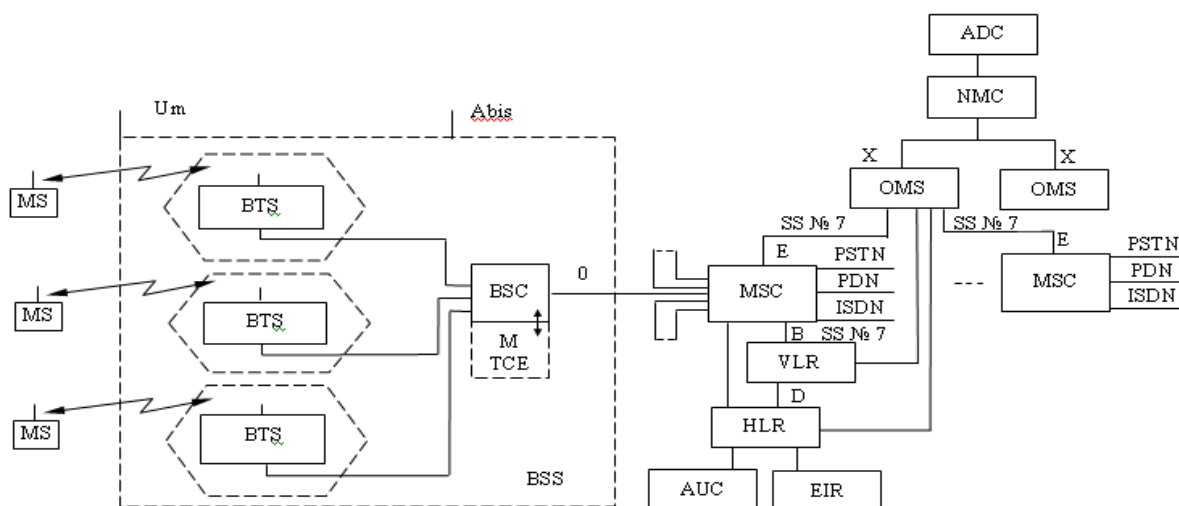 ADC
NMC
Um
Abis
X
X
OMS
OMS
MS
BTS
SS № 7
SS № 7
E
E
PSTN
PDN
ISDN
MSC
PSTN
PDN
ISDN
MSC
---
0
BSC
M
TCE
MS
BTS
B
SS № 7
VLR
D
HLR
MS
BTS
BSS
AUC
EIR